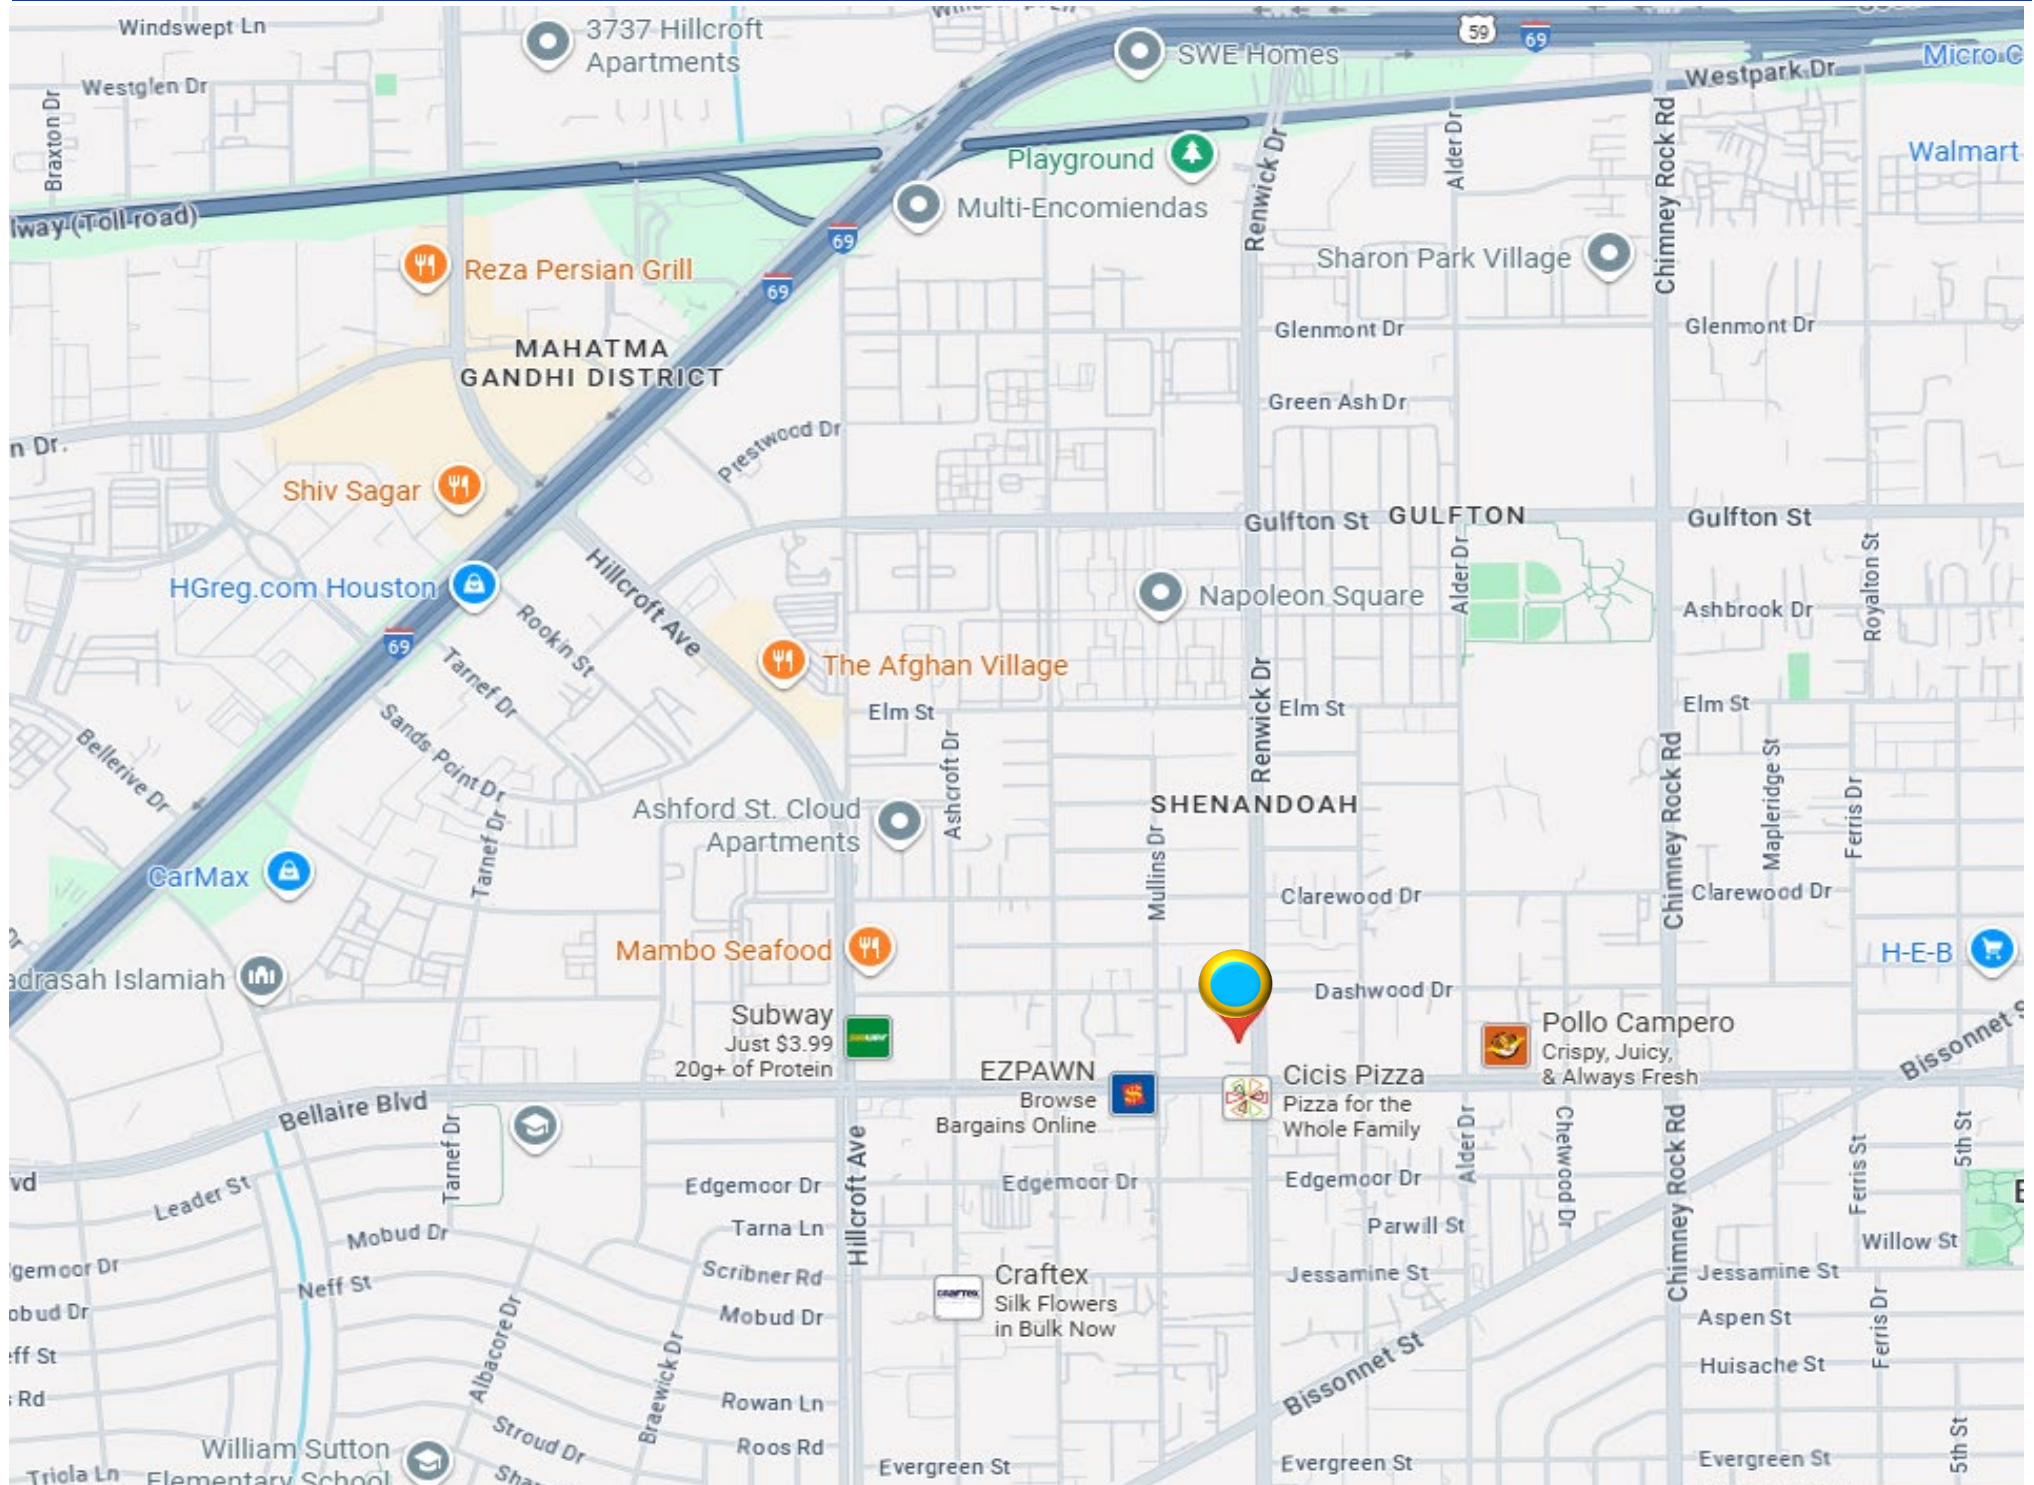 Windswept Ln
3737 Hillcroft
Apartments
SWE Homes
59
69
Westpark Dr
Micro C
Westglen Dr
Braxton Dr
Playground
Renwick Dr
Alder Dr
Chimney Rock Rd
Walmart
lway (Toll road)
Multi-Encomiendas
69
Reza Persian Grill
69
Sharon Park Village
MAHATMA
GANDHI DISTRICT
Glenmont Dr
Glenmont Dr
Green Ash Dr
n Dr.
Prestwood Dr
Shiv Sagar
Gulfton St
GULFTON
Gulfton St
HGreg.com Houston
Hillcroft Ave
Napoleon Square
Alder Dr
Ashbrook Dr
Royalton St
69
Rookin St
Tarnef Dr
The Afghan Village
Elm St
Renwick Dr
Elm St
Elm St
Sands Point Dr
Bellerive Dr
Ashcroft Dr
Ashford St. Cloud
Apartments
SHENANDOAH
Chimney Rock Rd
Mapleridge St
Ferris Dr
Tarnef Dr
Mullins Dr
CarMax
Clarewood Dr
Clarewood Dr
Mambo Seafood
H-E-B
adrasah Islamiah
Dashwood Dr
Subway
Just $3.99
20g+ of Protein
Pollo Campero
Crispy, Juicy,
& Always Fresh
Bissonnet S
EZPAWN
Browse
Bargains Online
Cicis Pizza
Pizza for the
Whole Family
Bellaire Blvd
Tarnef Dr
Hillcroft Ave
Alder Dr
Chetwood Dr
Chimney Rock Rd
Ferris St
5th St
vd
Leader St
Edgemoor Dr
Edgemoor Dr
Edgemoor Dr
Mobud Dr
Tarna Ln
Parwill St
Willow St
gemoor Dr
Neff St
Scribner Rd
Craftex
Silk Flowers
in Bulk Now
Jessamine St
Jessamine St
obud Dr
Mobud Dr
Aspen St
Ferris Dr
eff St
Albacore Dr
Braewick Dr
Bissonnet St
Huisache St
Rd
Rowan Ln
Stroud Dr
Roos Rd
5th St
William Sutton
Elementary School
Triola Ln
Evergreen St
Evergreen St
Evergreen St